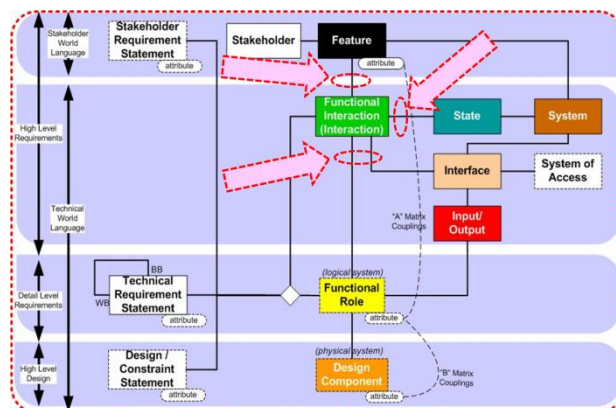 Stakeholder
World
Language
Stakeholder
Requirement
Statement
attribute
Stakeholder
Feature
attribute
High Level
Requirements
Technical
World
Language
Functional
Interaction
(Interaction)
State
System
Interface
System of
Access
"A" Matrix
Couplings
Input/
Output
Detail Level
Requirements
BB
WB
Technical
Requirement
Statement
attribute
(logical system)
Functional
Role
attribute
High Level
Design
Design /
Constraint
Statement
attribute
(physical system)
Design
Component
attribute
"B" Matrix
Couplings